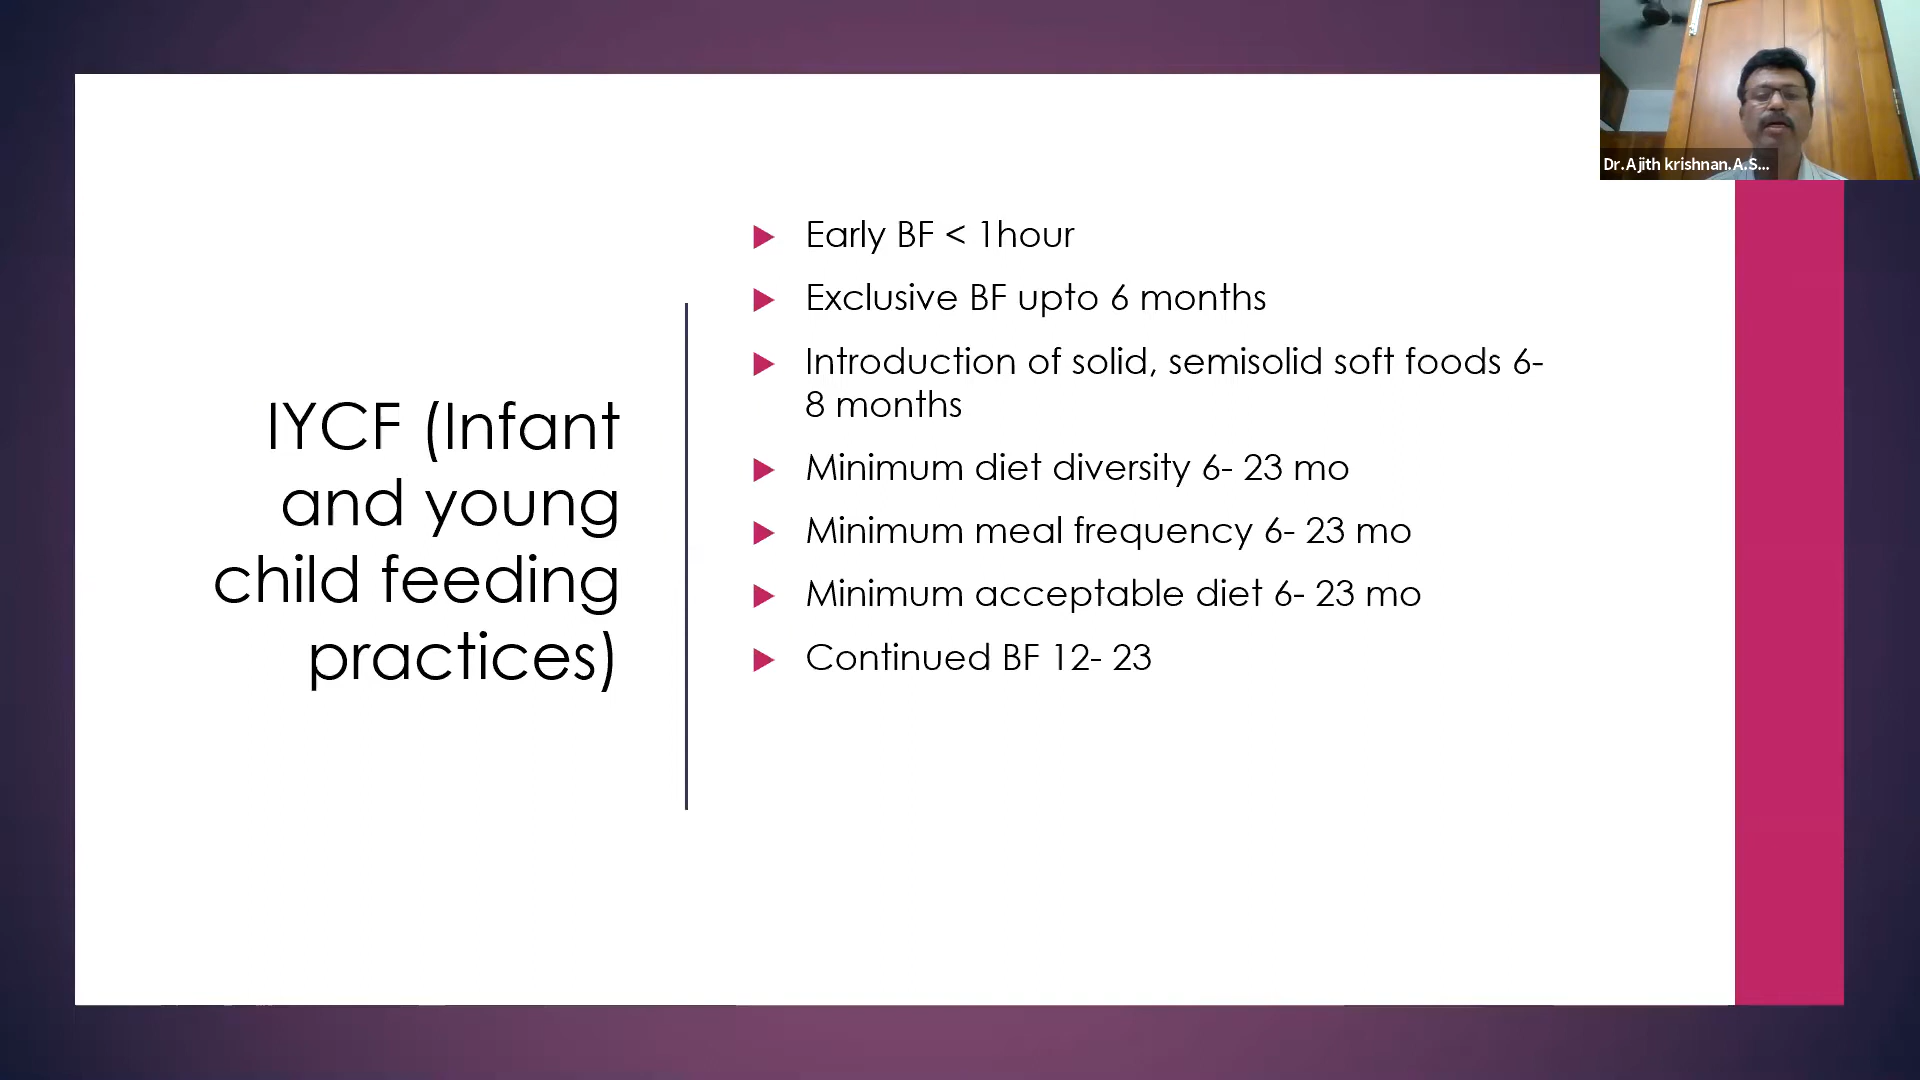 IYCF (Infant
and young
child feeding
practices)
Early BF < 1hour
Exclusive BF upto 6 months
Introduction of solid, semisolid soft foods 6-
8 months
Minimum diet diversity 6- 23 mo
Minimum meal frequency 6- 23 mo
Minimum acceptable diet 6- 23 mo
Continued BF 12- 23
Dr.Ajith krishnan.A.S...